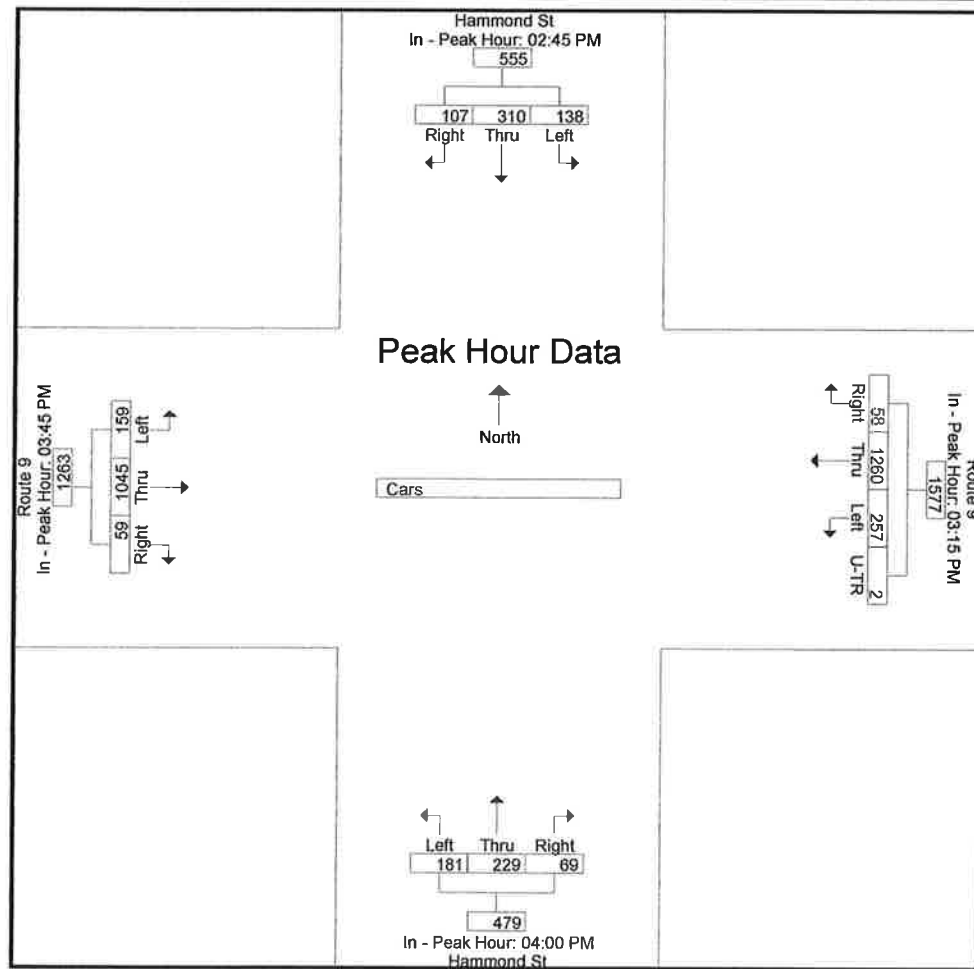 Hammond St
In - Peak Hour: 02:45 PM
555
107 310 138
Right Thru Left
Peak Hour Data
North
Cars
Route 9
In - Peak Hour: 03:45 PM
1263
159 1045 59
Left Thru Right
Route 9
In - Peak Hour: 03:15 PM
1577
58 1260 257 2
Right Thru Left U-TR
Left Thru Right
181 229 69
479
In - Peak Hour: 04:00 PM
Hammond St